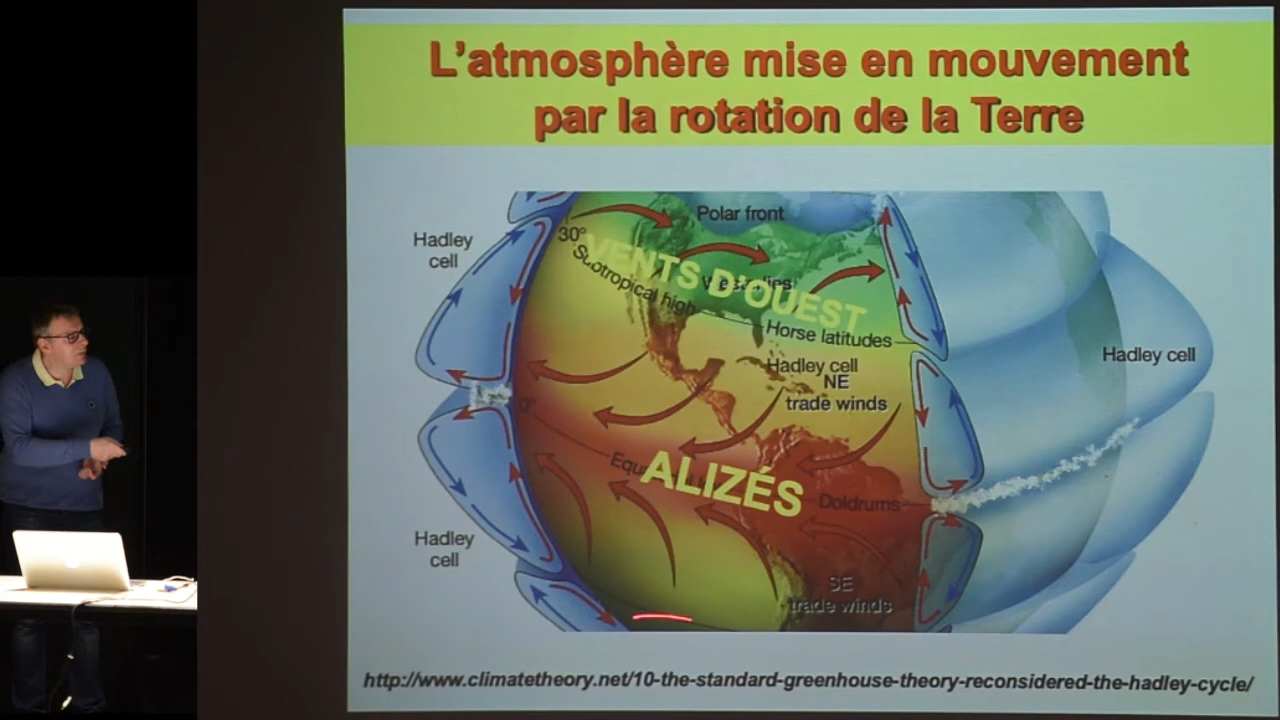 L'atmosphère mise en mouvement
par la rotation de la Terre
Polar front
Hadley
cell
30°
VENTS D'OUEST
Subtropical high
Horse latitudes
Hadley cell
NE
trade winds
Hadley cell
0°
ALIZÉS
Doldrums
Hadley
cell
SE
trade winds
http://www.climatetheory.net/10-the-standard-greenhouse-theory-reconsidered-the-hadley-cycle/